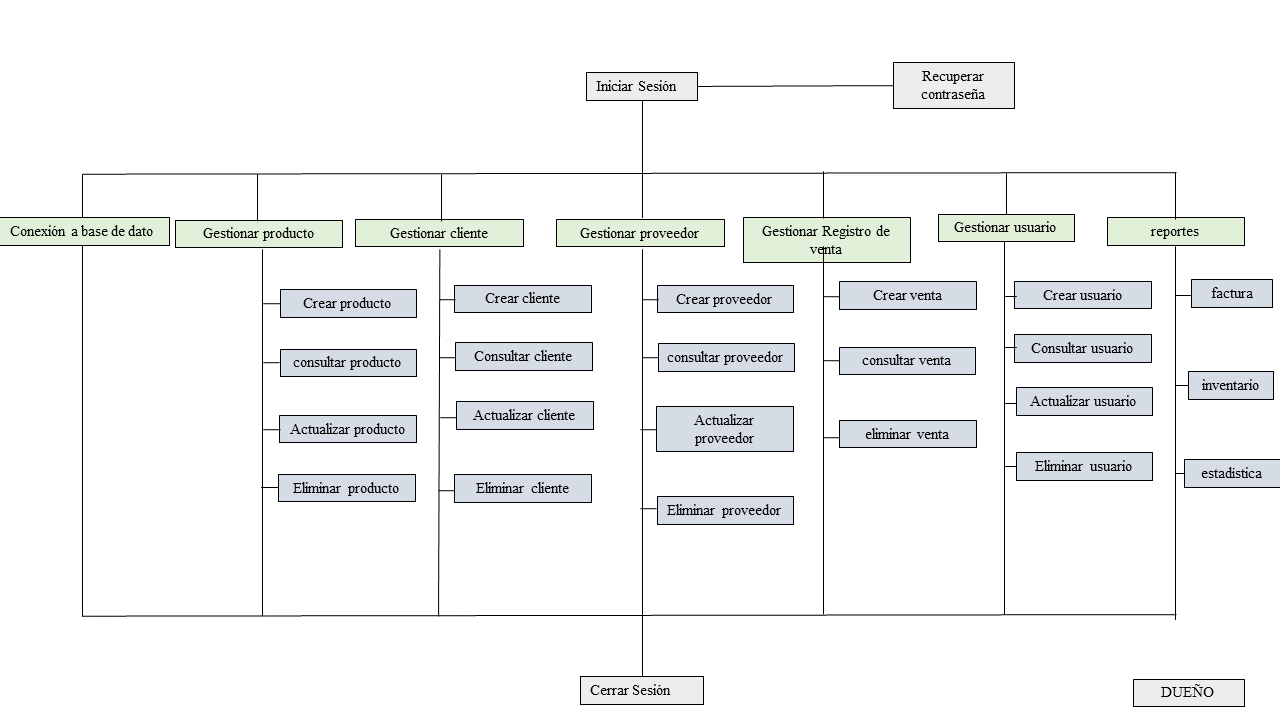 Iniciar Sesión
Recuperar
contraseña
Conexión a base de dato
Gestionar producto
Gestionar cliente
Gestionar proveedor
Gestionar Registro de
venta
Gestionar usuario
reportes
Crear producto
consultar producto
Actualizar producto
Eliminar producto
Crear cliente
Consultar cliente
Actualizar cliente
Eliminar cliente
Crear proveedor
consultar proveedor
Actualizar
proveedor
Eliminar proveedor
Crear venta
consultar venta
eliminar venta
Crear usuario
Consultar usuario
Actualizar usuario
Eliminar usuario
factura
inventario
estadistica
Cerrar Sesión
DUEÑO